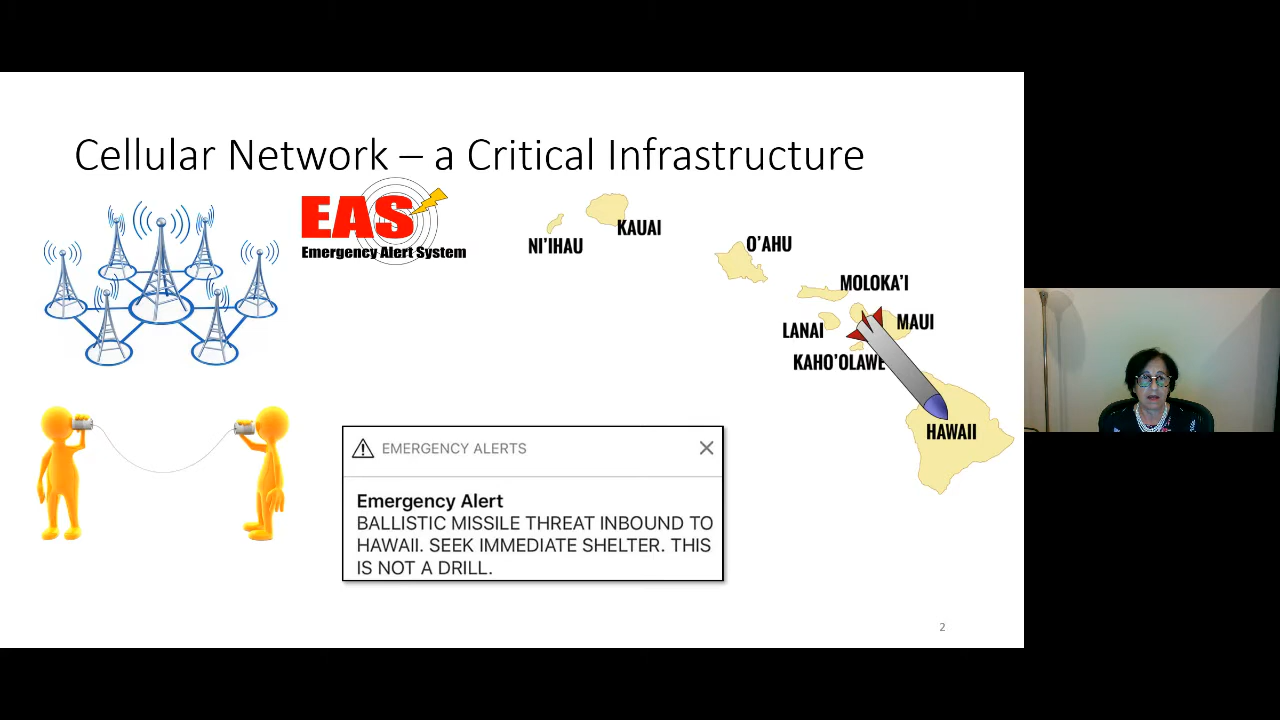 Cellular Network – a Critical Infrastructure
EAS
Emergency Alert System
NI'IHAU
KAUAI
O'AHU
MOLOKA'I
LANAI
MAUI
KAHO'OLAWE
HAWAII
EMERGENCY ALERTS
Emergency Alert
BALLISTIC MISSILE THREAT INBOUND TO
HAWAII. SEEK IMMEDIATE SHELTER. THIS
IS NOT A DRILL.
2